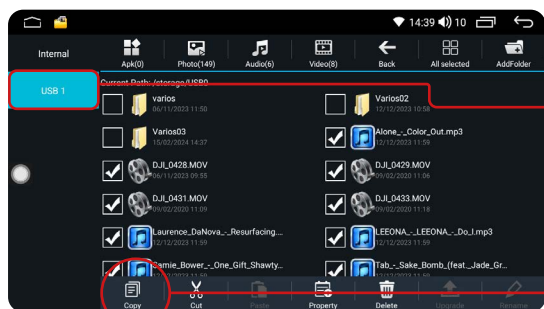 14:39 10
Internal
Apk(0) Photo(149) Audio(6) Video(8) Back All selected AddFolder
USB 1
Current Path: /storage/USB0
varios
06/11/2023 11:50
Varios02
12/12/2023 10:58
Varios03
15/02/2024 14:37
Alone_-_Color_Out.mp3
12/12/2023 11:59
DJI_0428.MOV
06/11/2023 09:55
DJI_0429.MOV
09/02/2020 11:06
DJI_0431.MOV
09/02/2020 11:09
DJI_0433.MOV
09/02/2020 11:18
Laurence_DaNova_-_Resurfacing....
12/12/2023 11:59
LEEONA_-_LEEONA_-_Do_I.mp3
12/12/2023 11:59
Jamie_Bower_-_One_Gift_Shawty...
Tab_-_Sake_Bomb_(feat._Jade_Gr...
Copy Cut Paste Property Delete Upgrade Rename